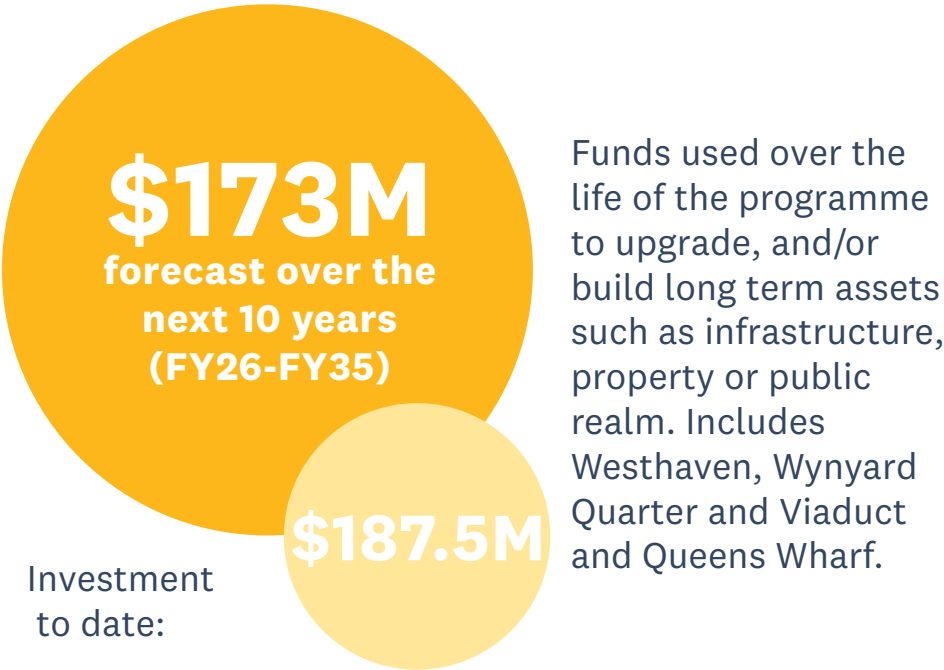 $173M
forecast over the
next 10 years
(FY26-FY35)
Investment
to date:
$187.5M
Funds used over the
life of the programme
to upgrade, and/or
build long term assets
such as infrastructure,
property or public
realm. Includes
Westhaven, Wynyard
Quarter and Viaduct
and Queens Wharf.